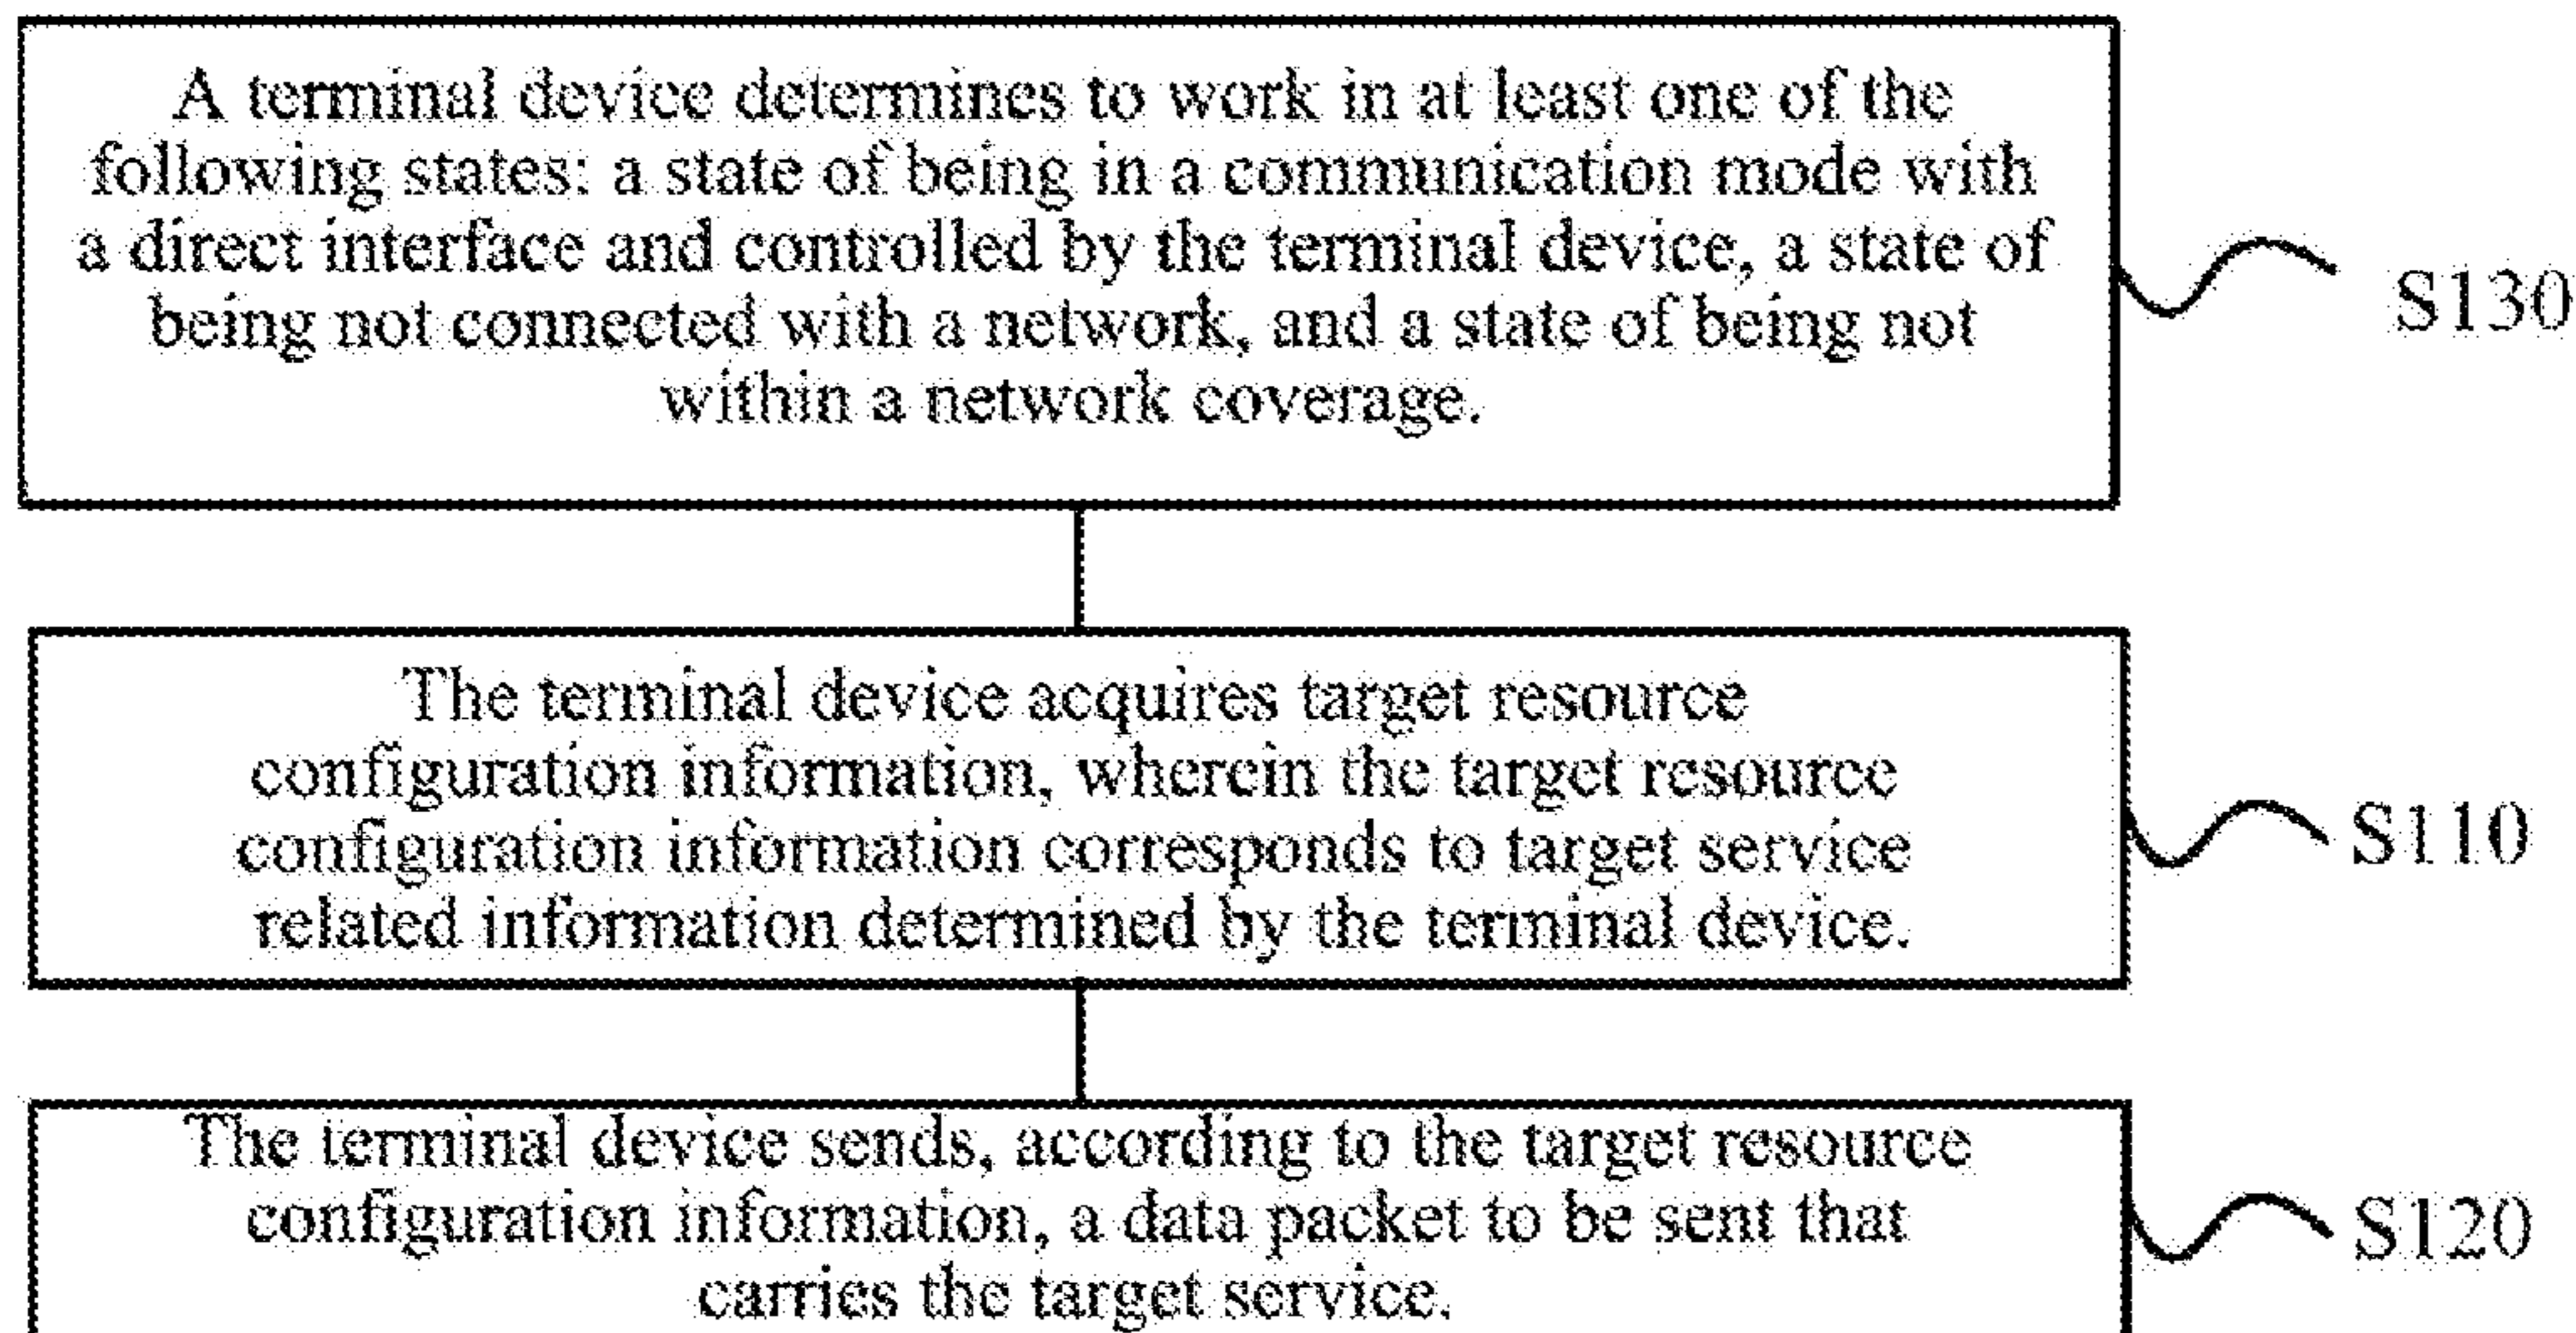 A terminal device determines to work in at least one of the
following states: a state of being in a communication mode with
a direct interface and controlled by the terminal device, a state of
being not connected with a network, and a state of being not
within a network coverage.
S130
The terminal device acquires target resource
configuration information, wherein the target resource
configuration information corresponds to target service
related information determined by the terminal device.
S110
The terminal device sends, according to the target resource
configuration information, a data packet to be sent that
carries the target service.
S120